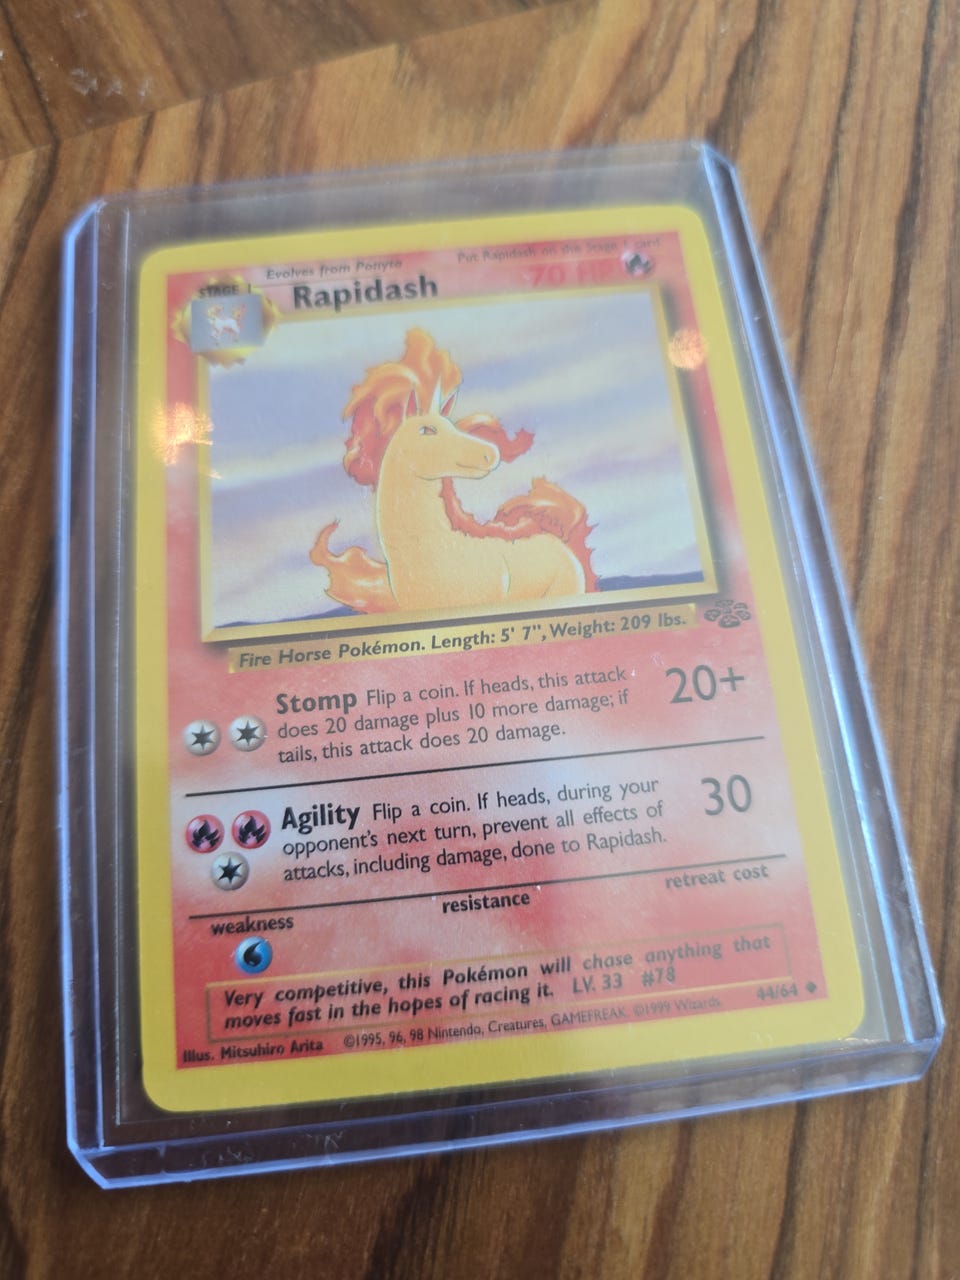 Evolves from Ponyta
Put Rapidash on the Stage 1 card
STAGE 1
Rapidash
70 HP
Fire Horse Pokémon. Length: 5' 7", Weight: 209 lbs.
Stomp Flip a coin. If heads, this attack
does 20 damage plus 10 more damage; if
tails, this attack does 20 damage.
20+
Agility Flip a coin. If heads, during your
opponent's next turn, prevent all effects of
attacks, including damage, done to Rapidash.
30
weakness
resistance
retreat cost
Very competitive, this Pokémon will chase anything that
moves fast in the hopes of racing it. LV. 33 #78
Illus. Mitsuhiro Arita
©1995, 96, 98 Nintendo, Creatures, GAMEFREAK. ©1999 Wizards.
44/64